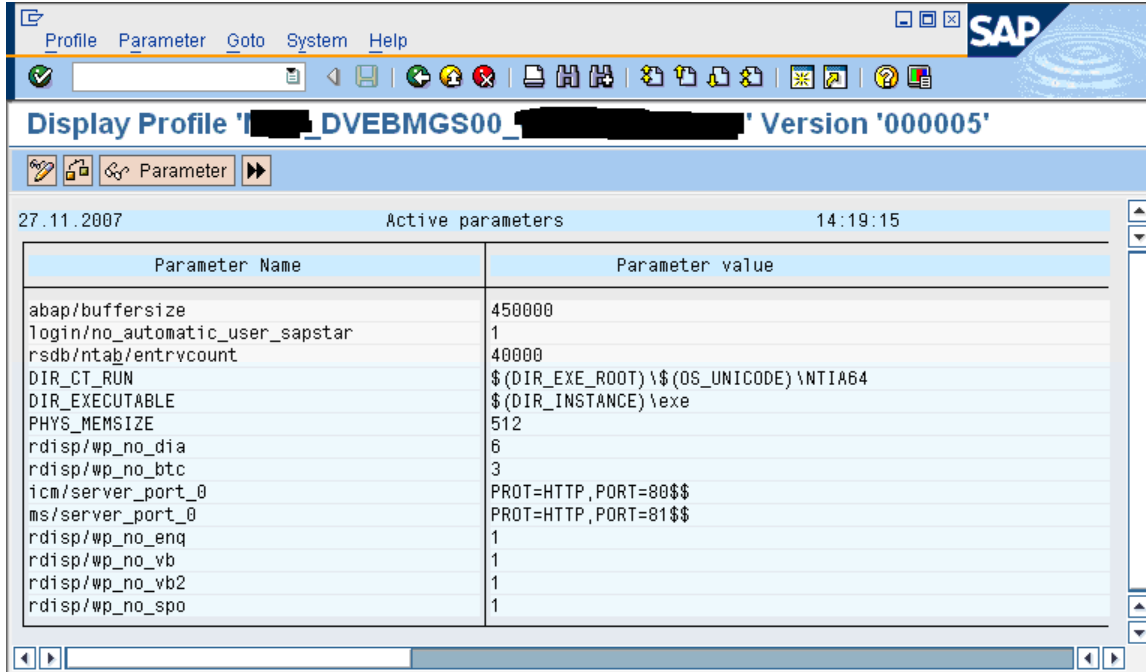 Profile Parameter Goto System Help
SAP
Display Profile ' _DVEBMGS00_ ' Version '000005'
Parameter
27.11.2007 Active parameters 14:19:15
Parameter Name Parameter value
abap/buffersize 450000
login/no_automatic_user_sapstar 1
rsdb/ntab/entrycount 40000
DIR_CT_RUN $(DIR_EXE_ROOT)\$(OS_UNICODE)\NTIA64
DIR_EXECUTABLE $(DIR_INSTANCE)\exe
PHYS_MEMSIZE 512
rdisp/wp_no_dia 6
rdisp/wp_no_btc 3
icm/server_port_0 PROT=HTTP,PORT=80$$
ms/server_port_0 PROT=HTTP,PORT=81$$
rdisp/wp_no_enq 1
rdisp/wp_no_vb 1
rdisp/wp_no_vb2 1
rdisp/wp_no_spo 1